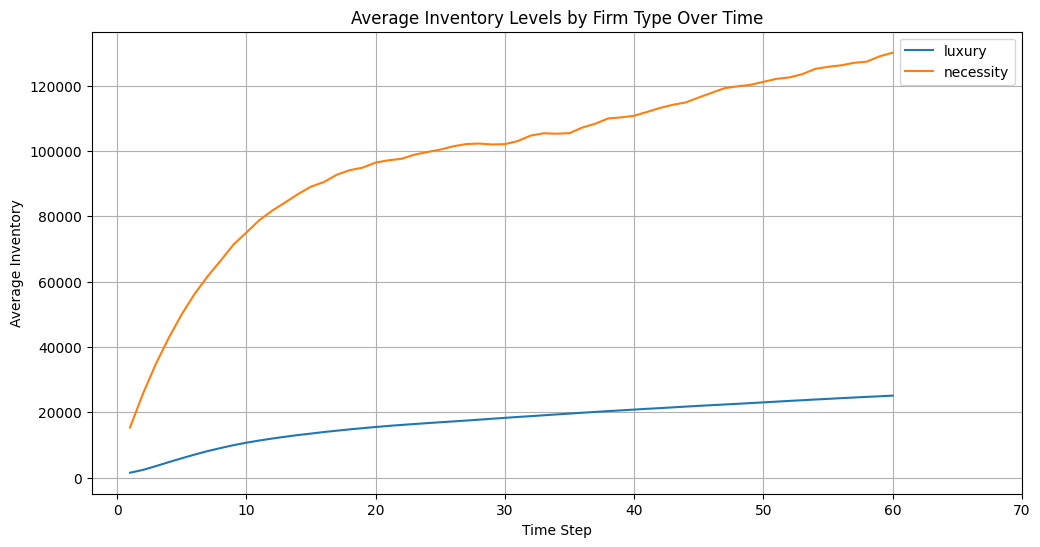 Average Inventory Levels by Firm Type Over Time
luxury
necessity
Average Inventory
120000
100000
80000
60000
40000
20000
0
0 10 20 30 40 50 60 70
Time Step